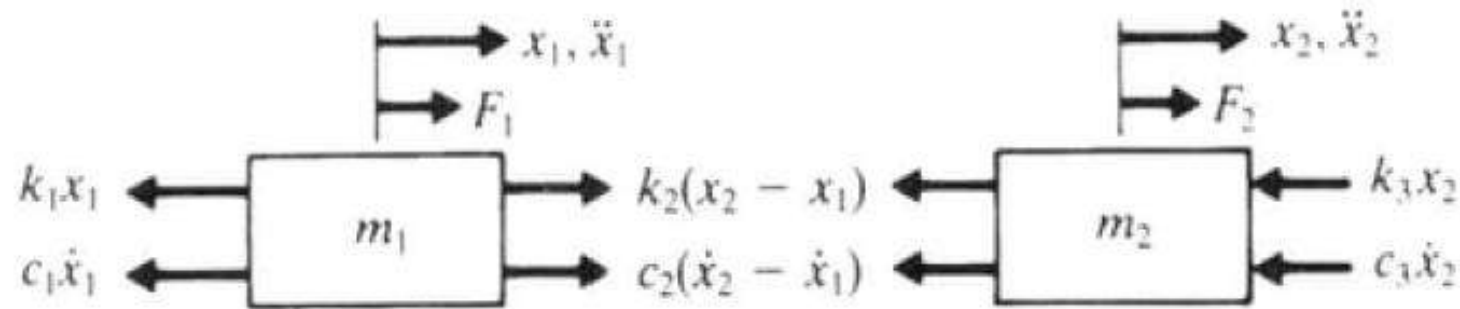 x₁, ẍ₁
x₂, ẍ₂
F₁
F₂
k₁x₁
k₂(x₂ − x₁)
k₃x₂
m₁
m₂
c₁ẋ₁
c₂(ẋ₂ − ẋ₁)
c₃ẋ₂